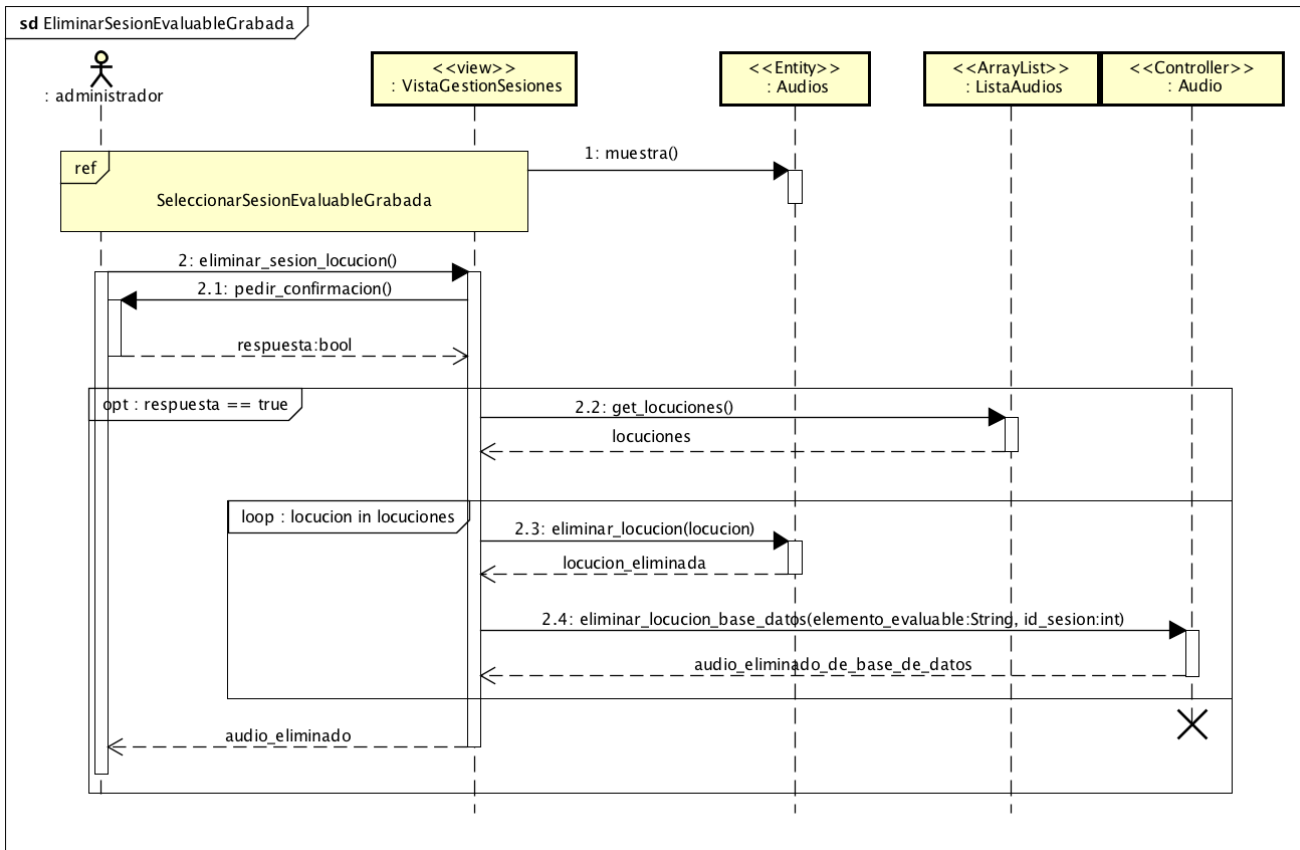 sd EliminarSesionEvaluableGrabada
: administrador
<<view>>
: VistaGestionSesiones
<<Entity>>
: Audios
<<ArrayList>>
: ListaAudios
<<Controller>>
: Audio
ref
SeleccionarSesionEvaluableGrabada
1: muestra()
2: eliminar_sesion_locucion()
2.1: pedir_confirmacion()
respuesta:bool
opt : respuesta == true
2.2: get_locuciones()
locuciones
loop : locucion in locuciones
2.3: eliminar_locucion(locucion)
locucion_eliminada
2.4: eliminar_locucion_base_datos(elemento_evaluable:String, id_sesion:int)
audio_eliminado_de_base_de_datos
audio_eliminado